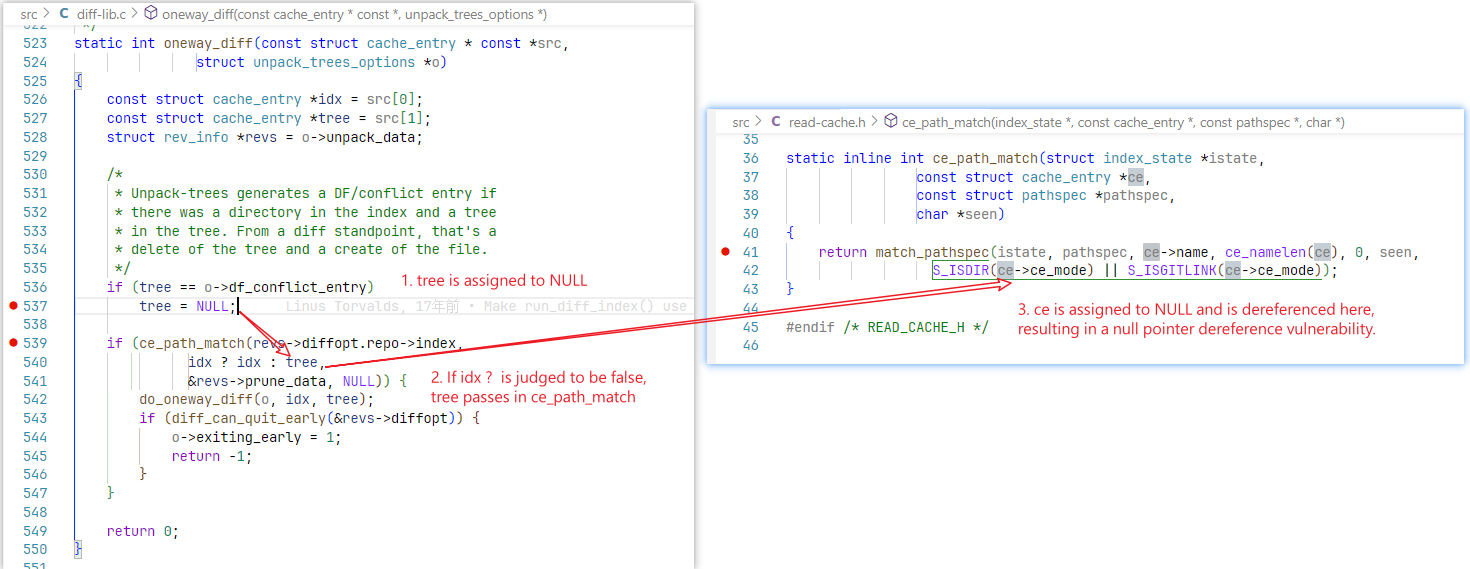 src > C diff-lib.c > oneway_diff(const cache_entry * const *, unpack_trees_options *)
522 */
523 static int oneway_diff(const struct cache_entry * const *src,
524 struct unpack_trees_options *o)
525 {
526 const struct cache_entry *idx = src[0];
527 const struct cache_entry *tree = src[1];
528 struct rev_info *revs = o->unpack_data;
529
530 /*
531 * Unpack-trees generates a DF/conflict entry if
532 * there was a directory in the index and a tree
533 * in the tree. From a diff standpoint, that's a
534 * delete of the tree and a create of the file.
535 */
536 if (tree == o->df_conflict_entry)
537 tree = NULL; Linus Torvalds, 17年前 • Make run_diff_index() use
538
539 if (ce_path_match(revs->diffopt.repo->index,
540 idx ? idx : tree,
541 &revs->prune_data, NULL)) {
542 do_oneway_diff(o, idx, tree);
543 if (diff_can_quit_early(&revs->diffopt)) {
544 o->exiting_early = 1;
545 return -1;
546 }
547 }
548
549 return 0;
550 }
551
1. tree is assigned to NULL
2. If idx ? is judged to be false,
tree passes in ce_path_match
src > C read-cache.h > ce_path_match(index_state *, const cache_entry *, const pathspec *, char *)
35
36 static inline int ce_path_match(struct index_state *istate,
37 const struct cache_entry *ce,
38 const struct pathspec *pathspec,
39 char *seen)
40 {
41 return match_pathspec(istate, pathspec, ce->name, ce_namelen(ce), 0, seen,
42 S_ISDIR(ce->ce_mode) || S_ISGITLINK(ce->ce_mode));
43 }
44
45 #endif /* READ_CACHE_H */
46
3. ce is assigned to NULL and is dereferenced here,
resulting in a null pointer dereference vulnerability.